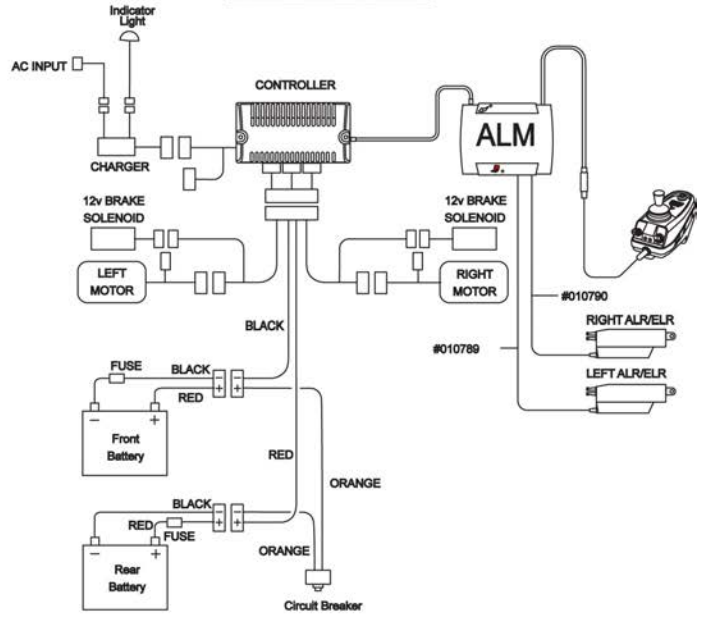 Indicator
Light
AC INPUT
CONTROLLER
ALM
CHARGER
12v BRAKE
SOLENOID
12v BRAKE
SOLENOID
LEFT
MOTOR
RIGHT
MOTOR
#010790
RIGHT ALR/ELR
BLACK
#010789
FUSE
BLACK
LEFT ALR/ELR
RED
Front
Battery
RED
ORANGE
BLACK
RED
FUSE
ORANGE
Rear
Battery
Circuit Breaker